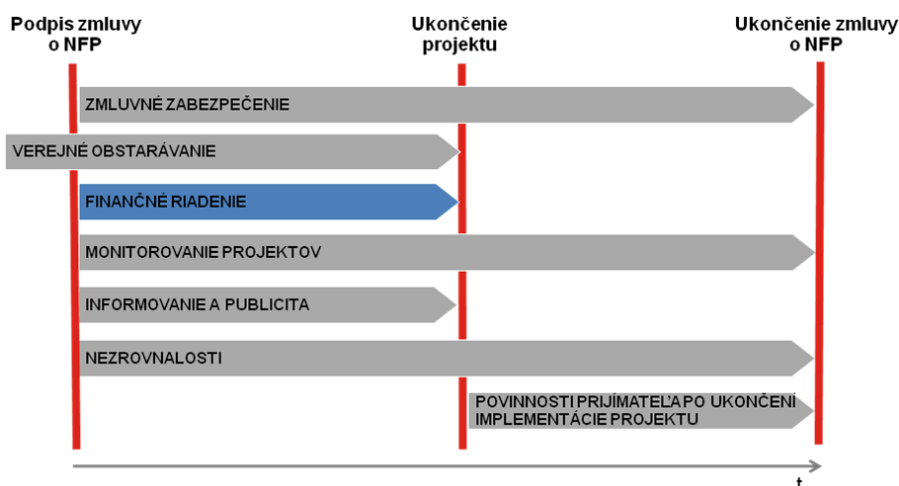 Podpis zmluvy
o NFP
Ukončenie
projektu
Ukončenie zmluvy
o NFP
ZMLUVNÉ ZABEZPEČENIE
VEREJNÉ OBSTARÁVANIE
FINANČNÉ RIADENIE
MONITOROVANIE PROJEKTOV
INFORMOVANIE A PUBLICITA
NEZROVNALOSTI
POVINNOSTI PRIJÍMATEĽA PO UKONČENÍ
IMPLEMENTÁCIE PROJEKTU
t